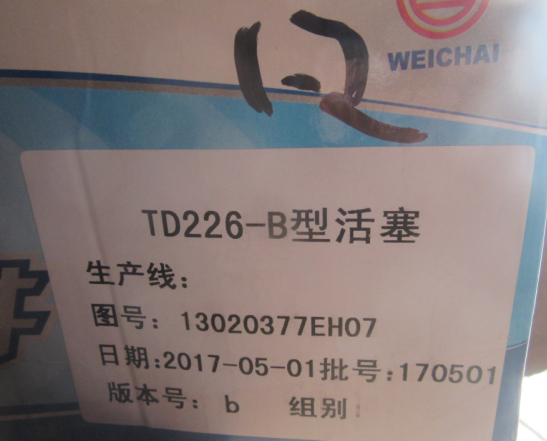 WEICHAI
TD226-B型活塞
生产线:
图号: 13020377EH07
日期:2017-05-01批号:170501
版本号: b 组别: